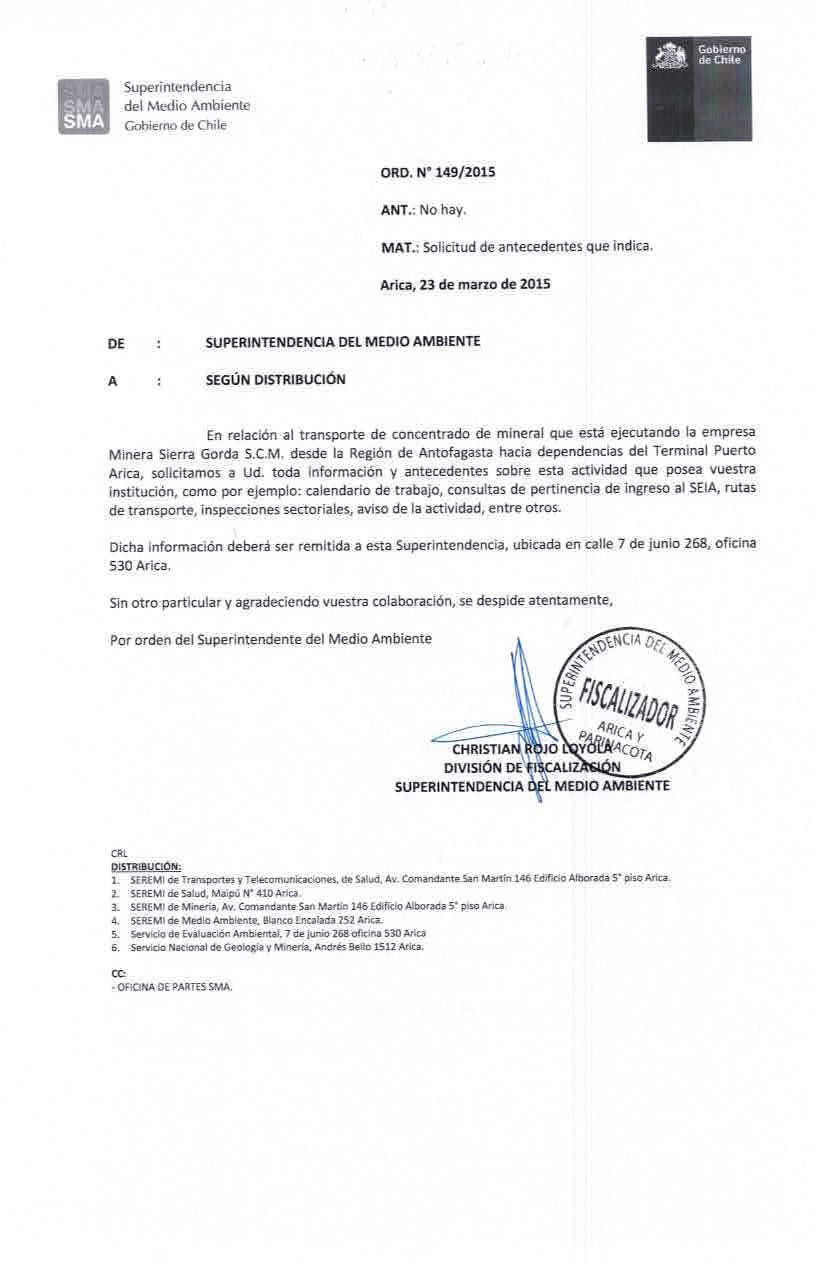 SMA
SMA
SMA
Superintendencia
del Medio Ambiente
Gobierno de Chile
Gobierno
de Chile
ORD. N° 149/2015
ANT.: No hay.
MAT.: Solicitud de antecedentes que indica.
Arica, 23 de marzo de 2015
DE : SUPERINTENDENCIA DEL MEDIO AMBIENTE
A : SEGÚN DISTRIBUCIÓN
En relación al transporte de concentrado de mineral que está ejecutando la empresa
Minera Sierra Gorda S.C.M. desde la Región de Antofagasta hacia dependencias del Terminal Puerto
Arica, solicitamos a Ud. toda información y antecedentes sobre esta actividad que posea vuestra
institución, como por ejemplo: calendario de trabajo, consultas de pertinencia de ingreso al SEIA, rutas
de transporte, inspecciones sectoriales, aviso de la actividad, entre otros.
Dicha información deberá ser remitida a esta Superintendencia, ubicada en calle 7 de junio 268, oficina
530 Arica.
Sin otro particular y agradeciendo vuestra colaboración, se despide atentamente,
Por orden del Superintendente del Medio Ambiente
SUPERINTENDENCIA DEL MEDIO AMBIENTE
FISCALIZADOR
ARICA Y
PARINACOTA
CHRISTIAN ROJO LOYOLA
DIVISIÓN DE FISCALIZACIÓN
SUPERINTENDENCIA DEL MEDIO AMBIENTE
CRL
DISTRIBUCIÓN:
1. SEREMI de Transportes y Telecomunicaciones, de Salud, Av. Comandante San Martín 146 Edificio Alborada 5° piso Arica.
2. SEREMI de Salud, Maipú N° 410 Arica.
3. SEREMI de Minería, Av. Comandante San Martín 146 Edificio Alborada 5° piso Arica.
4. SEREMI de Medio Ambiente, Blanco Encalada 252 Arica.
5. Servicio de Evaluación Ambiental, 7 de junio 268 oficina 530 Arica
6. Servicio Nacional de Geología y Minería, Andrés Bello 1512 Arica.
CC:
- OFICINA DE PARTES SMA.